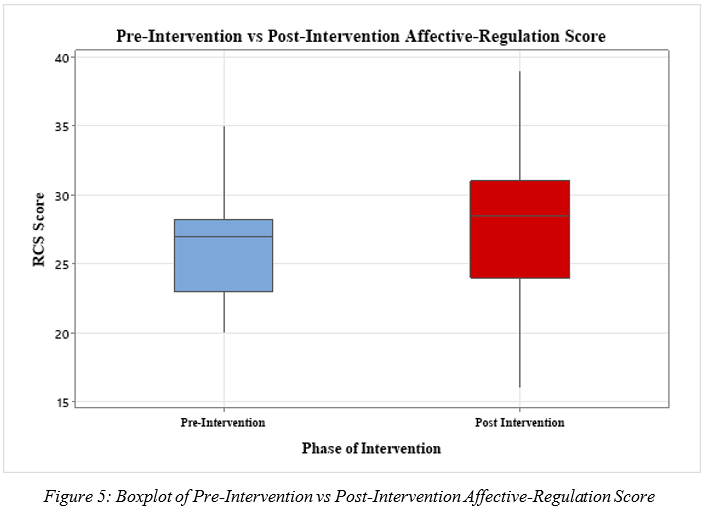 Pre-Intervention vs Post-Intervention Affective-Regulation Score
40
35
30
25
20
15
RCS Score
Pre-Intervention
Post Intervention
Phase of Intervention
Figure 5: Boxplot of Pre-Intervention vs Post-Intervention Affective-Regulation Score